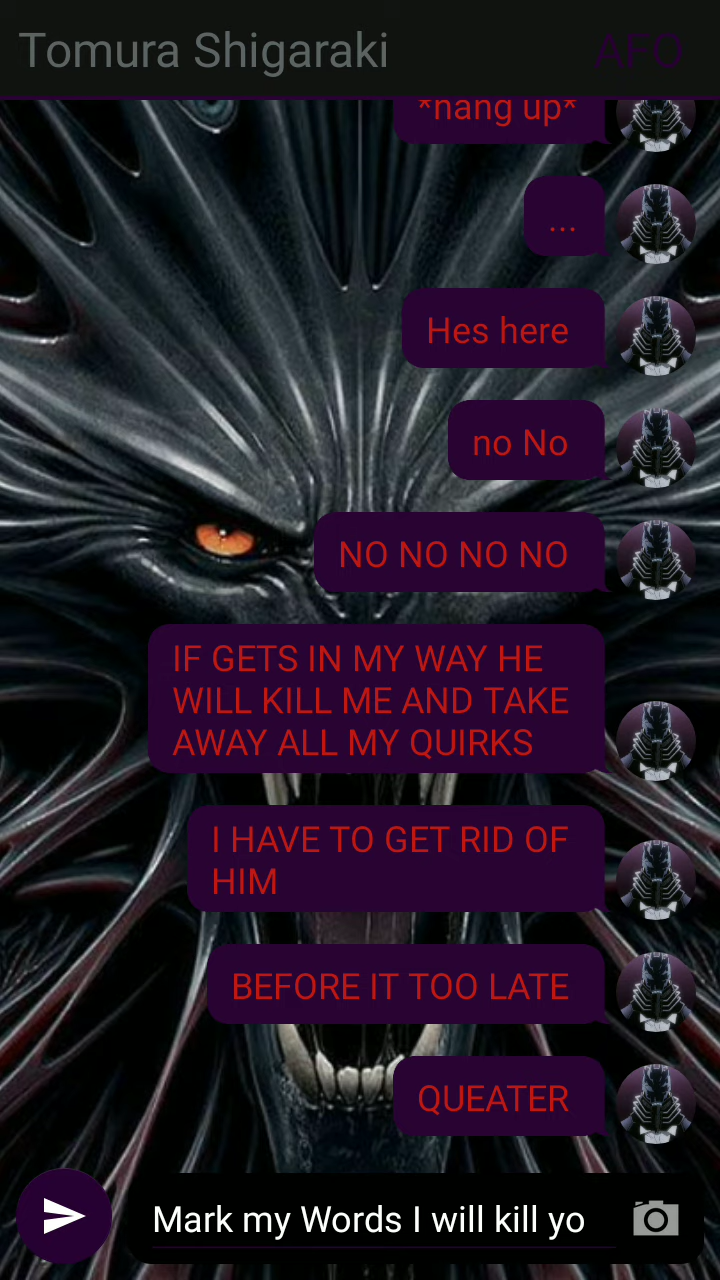 Tomura Shigaraki AFO
*hang up*
...
Hes here
no No
NO NO NO NO
IF GETS IN MY WAY HE
WILL KILL ME AND TAKE
AWAY ALL MY QUIRKS
I HAVE TO GET RID OF
HIM
BEFORE IT TOO LATE
QUEATER
Mark my Words I will kill yo